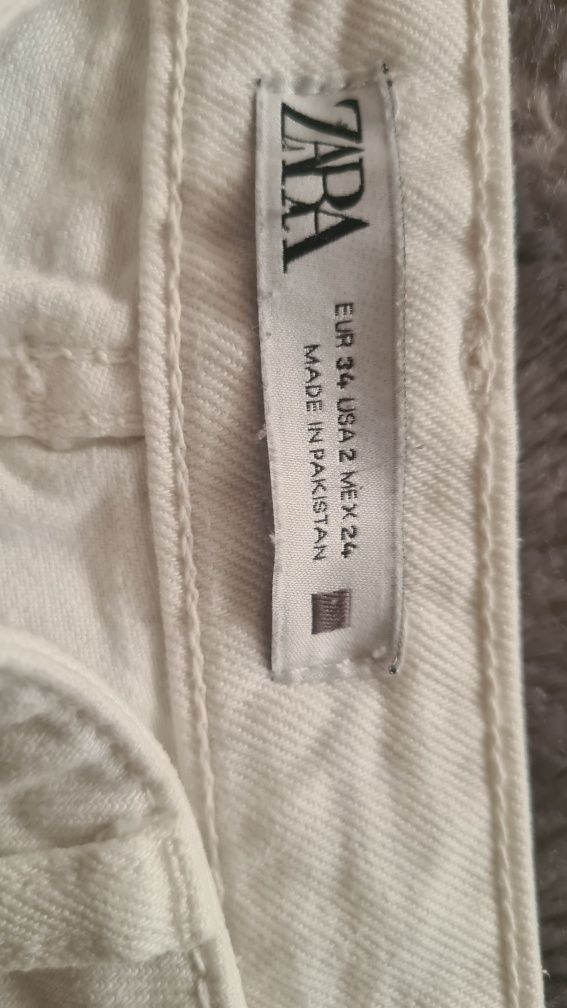 ZARA
EUR 34 USA 2 MEX 24
MADE IN PAKISTAN